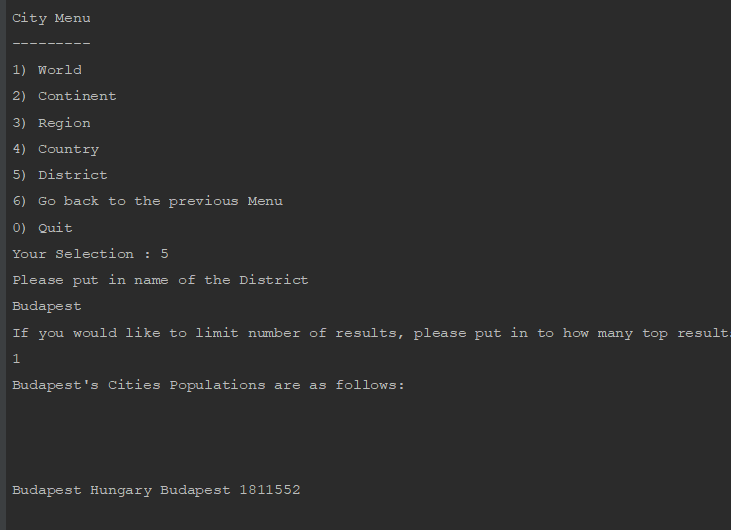 City Menu
---------
1) World
2) Continent
3) Region
4) Country
5) District
6) Go back to the previous Menu
0) Quit
Your Selection : 5
Please put in name of the District
Budapest
If you would like to limit number of results, please put in to how many top result
1
Budapest's Cities Populations are as follows:
Budapest Hungary Budapest 1811552